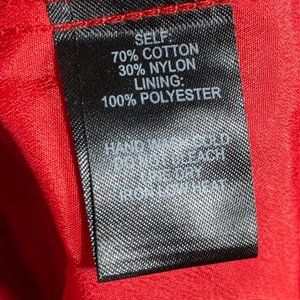 SELF:
70% COTTON
30% NYLON
LINING:
100% POLYESTER
HAND WASH COLD
DO NOT BLEACH
LINE DRY
IRON LOW HEAT